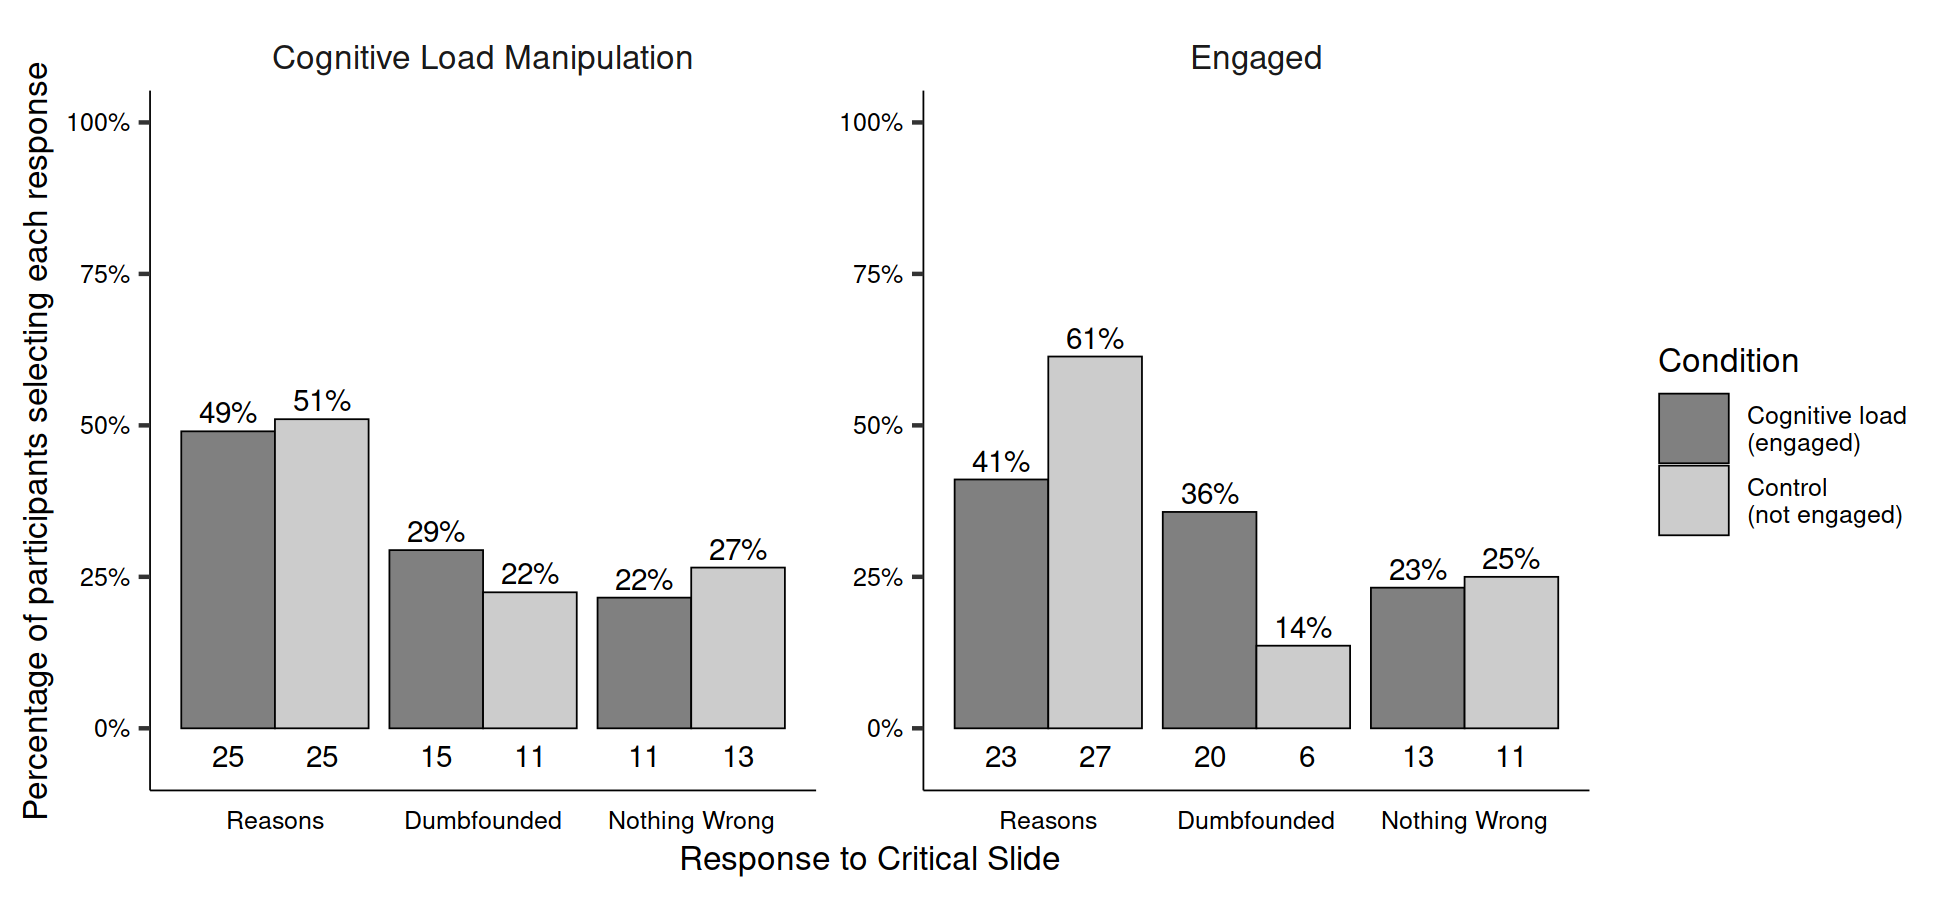 Cognitive Load Manipulation
Engaged
Percentage of participants selecting each response
100%
75%
50%
25%
0%
49%
51%
29%
22%
22%
27%
25
25
15
11
11
13
Reasons
Dumbfounded
Nothing Wrong
100%
75%
50%
25%
0%
41%
61%
36%
14%
23%
25%
23
27
20
6
13
11
Reasons
Dumbfounded
Nothing Wrong
Response to Critical Slide
Condition
Cognitive load
(engaged)
Control
(not engaged)